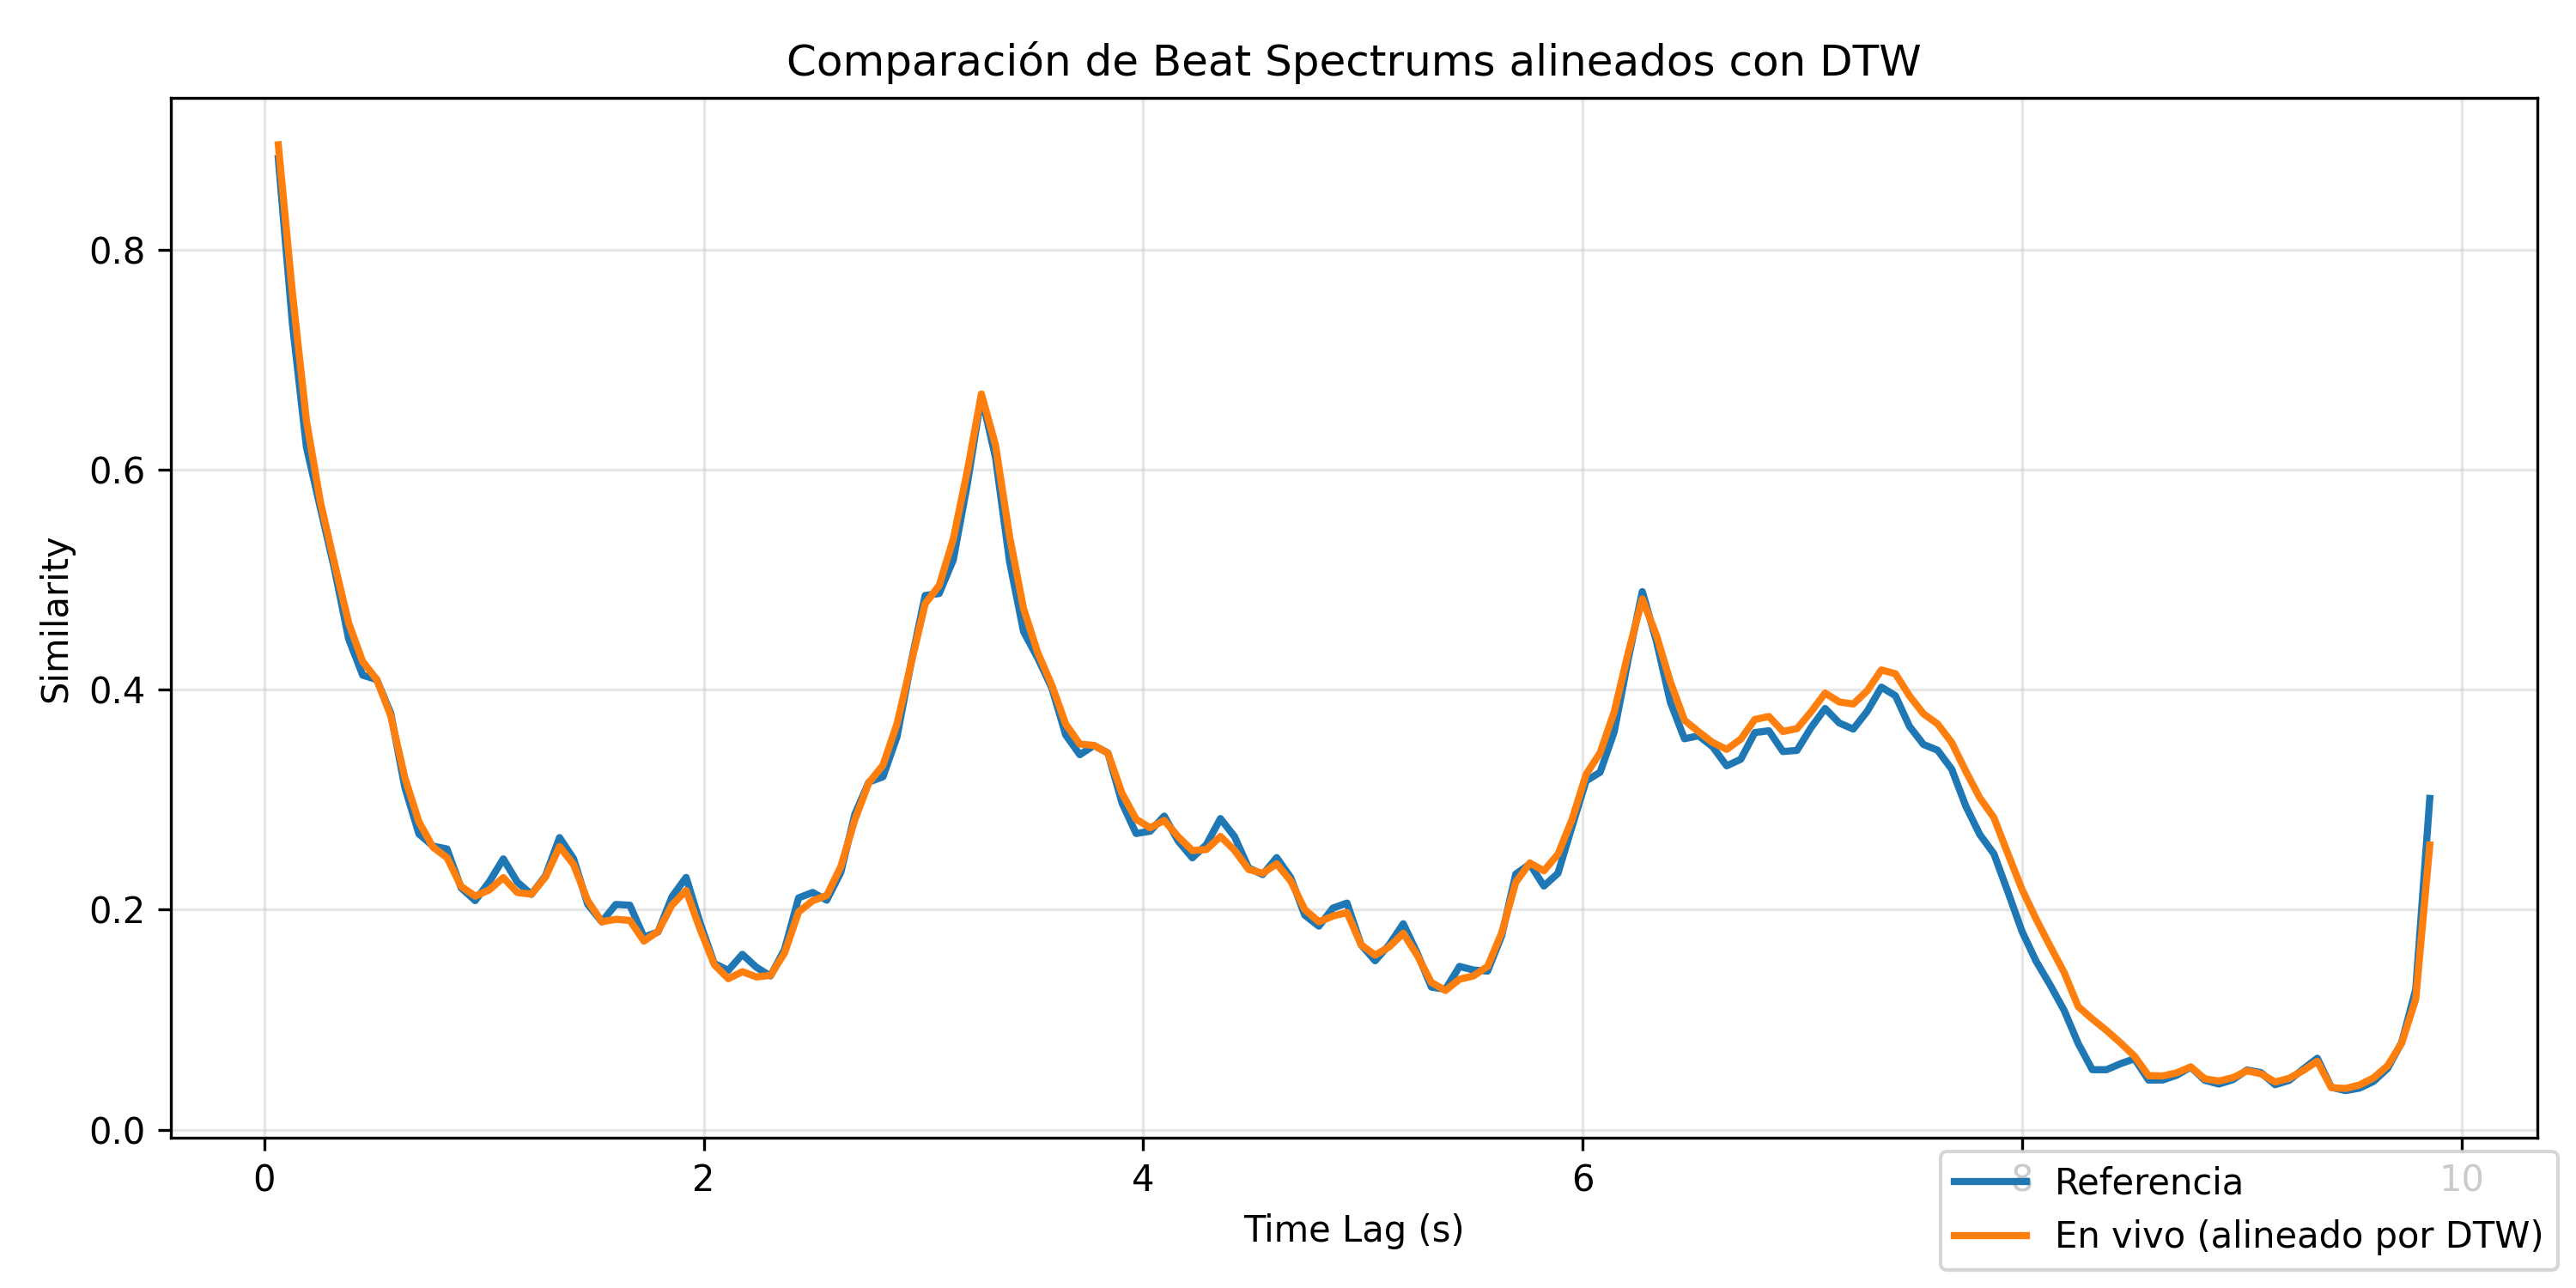 Comparación de Beat Spectrums alineados con DTW
Similarity
0.8
0.6
0.4
0.2
0.0
0 2 4 6 8 10
Time Lag (s)
Referencia
En vivo (alineado por DTW)